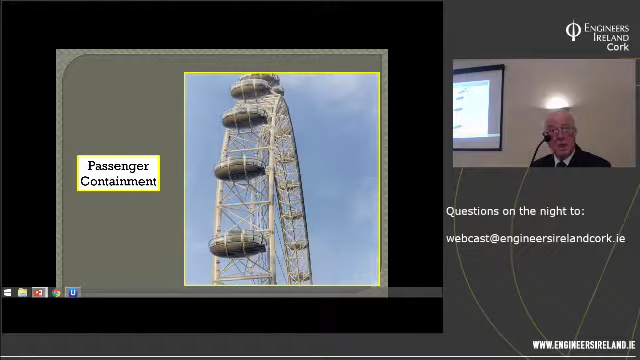 Passenger
Containment
ENGINEERS
IRELAND
Cork
Questions on the night to:
webcast@engineersirelandcork.ie
WWW.ENGINEERSIRELAND.IE